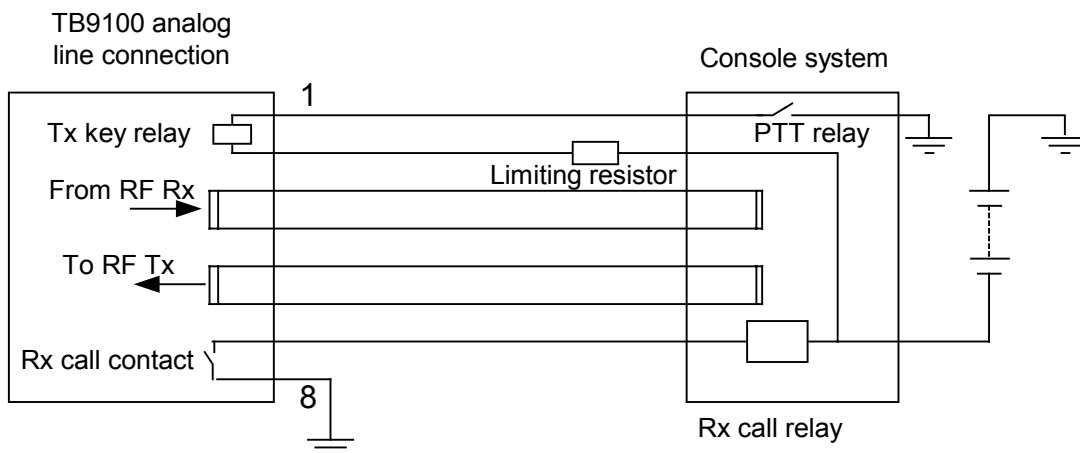 TB9100 analog
line connection
Console system
1
Tx key relay
PTT relay
Limiting resistor
From RF Rx
To RF Tx
Rx call contact
8
Rx call relay